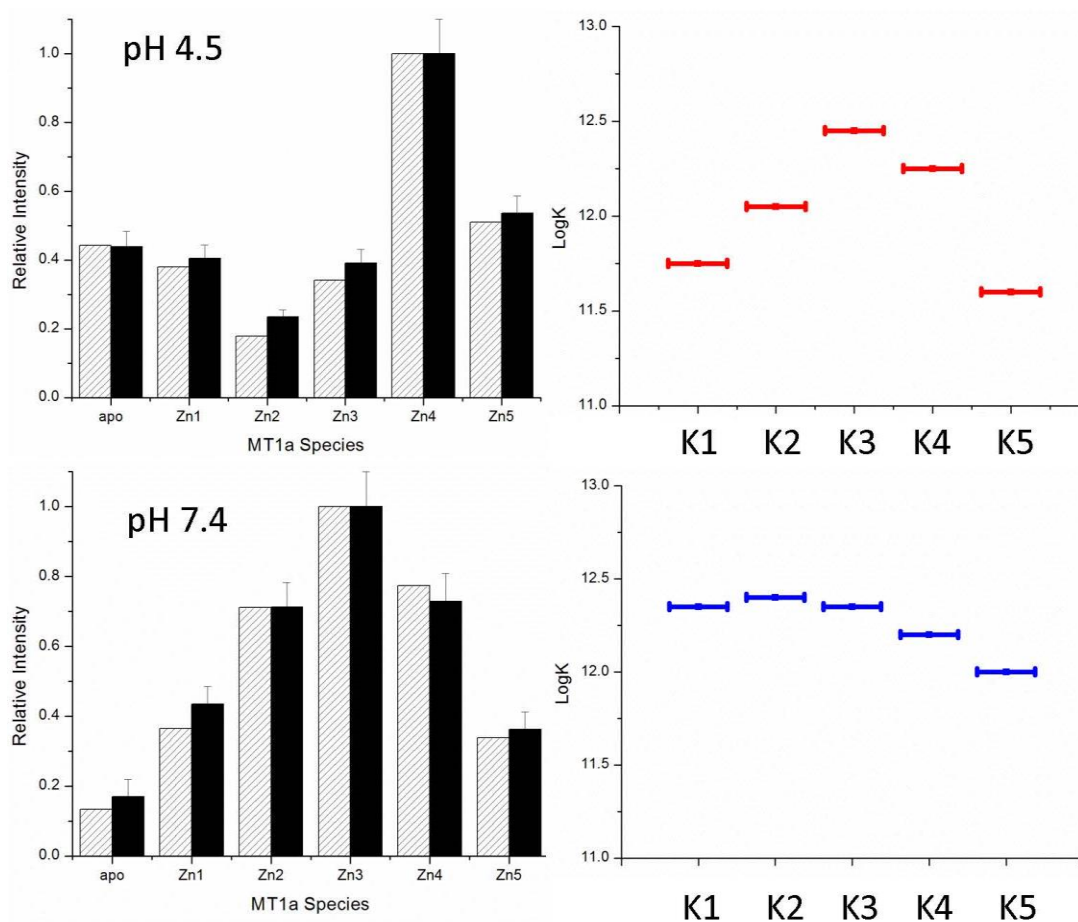 pH 4.5
1.0
0.8
0.6
0.4
0.2
0.0
Relative Intensity
apo Zn1 Zn2 Zn3 Zn4 Zn5
MT1a Species
13.0
12.5
12.0
11.5
11.0
LogK
K1 K2 K3 K4 K5
pH 7.4
1.0
0.8
0.6
0.4
0.2
0.0
Relative Intensity
apo Zn1 Zn2 Zn3 Zn4 Zn5
MT1a Species
13.0
12.5
12.0
11.5
11.0
LogK
K1 K2 K3 K4 K5